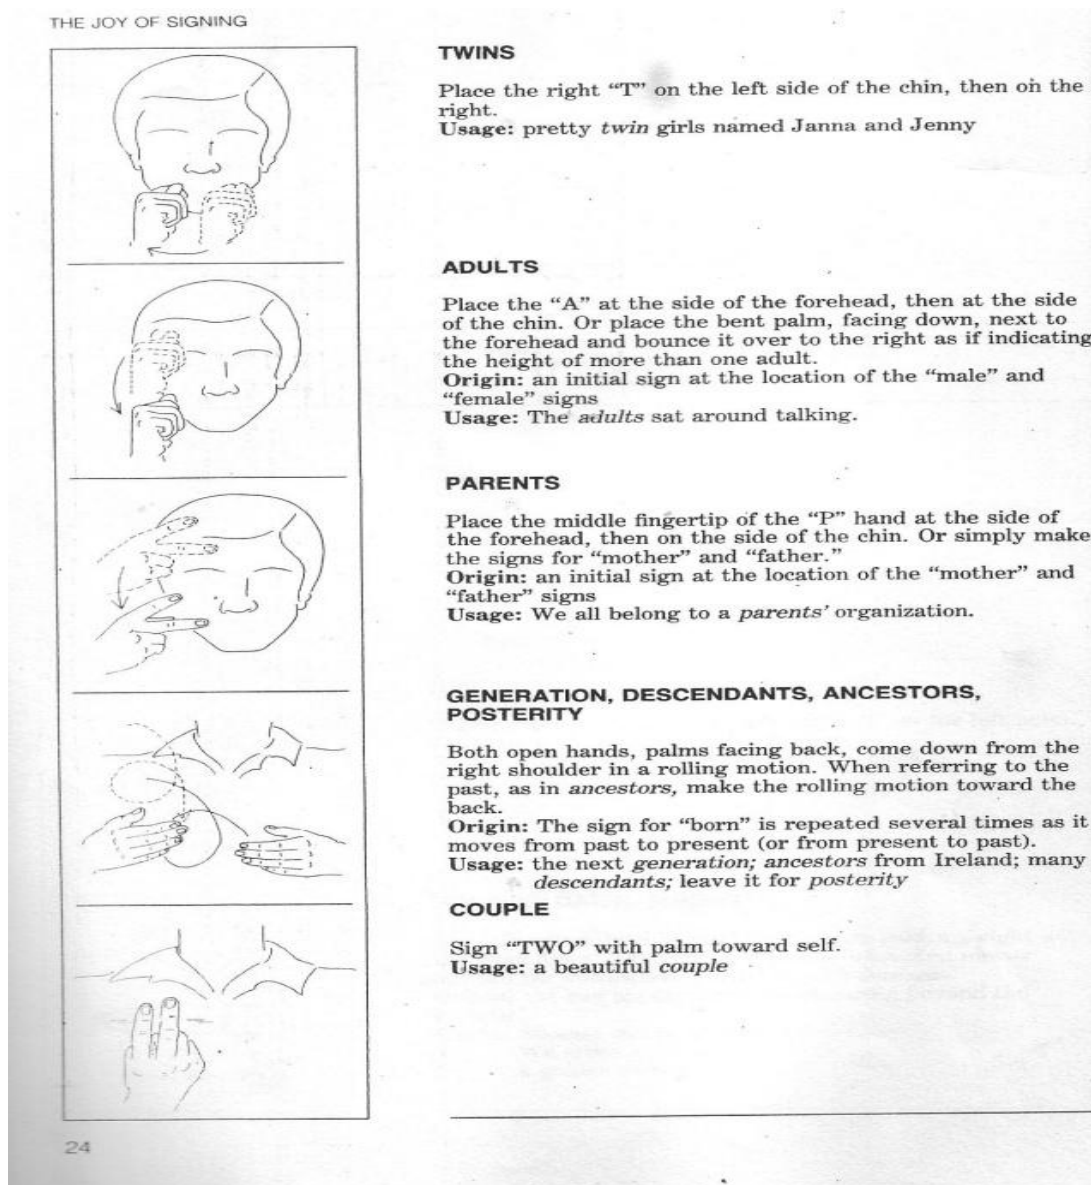 THE JOY OF SIGNING
TWINS
Place the right “T” on the left side of the chin, then on the
right.
Usage: pretty twin girls named Janna and Jenny
ADULTS
Place the “A” at the side of the forehead, then at the side
of the chin. Or place the bent palm, facing down, next to
the forehead and bounce it over to the right as if indicating
the height of more than one adult.
Origin: an initial sign at the location of the “male” and
“female” signs
Usage: The adults sat around talking.
PARENTS
Place the middle fingertip of the “P” hand at the side of
the forehead, then on the side of the chin. Or simply make
the signs for “mother” and “father.”
Origin: an initial sign at the location of the “mother” and
“father” signs
Usage: We all belong to a parents’ organization.
GENERATION, DESCENDANTS, ANCESTORS,
POSTERITY
Both open hands, palms facing back, come down from the
right shoulder in a rolling motion. When referring to the
past, as in ancestors, make the rolling motion toward the
back.
Origin: The sign for “born” is repeated several times as it
moves from past to present (or from present to past).
Usage: the next generation; ancestors from Ireland; many
descendants; leave it for posterity
COUPLE
Sign “TWO” with palm toward self.
Usage: a beautiful couple
24